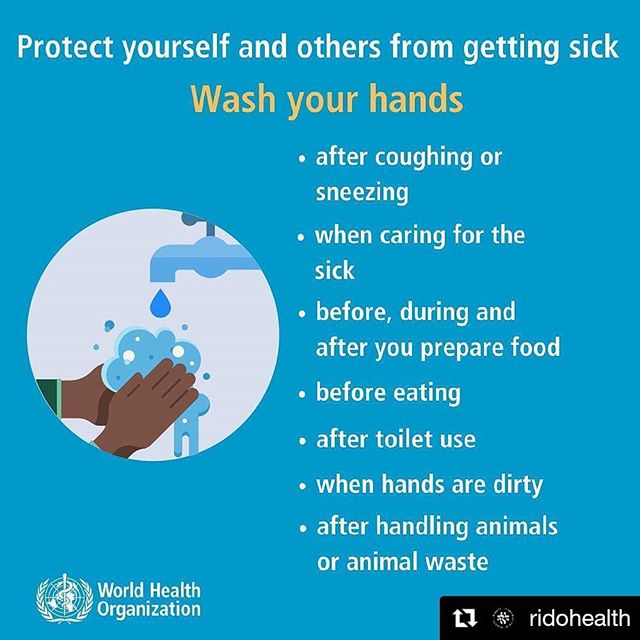 Protect yourself and others from getting sick
Wash your hands
• after coughing or
sneezing
• when caring for the
sick
• before, during and
after you prepare food
• before eating
• after toilet use
• when hands are dirty
• after handling animals
or animal waste
World Health
Organization
ridohealth